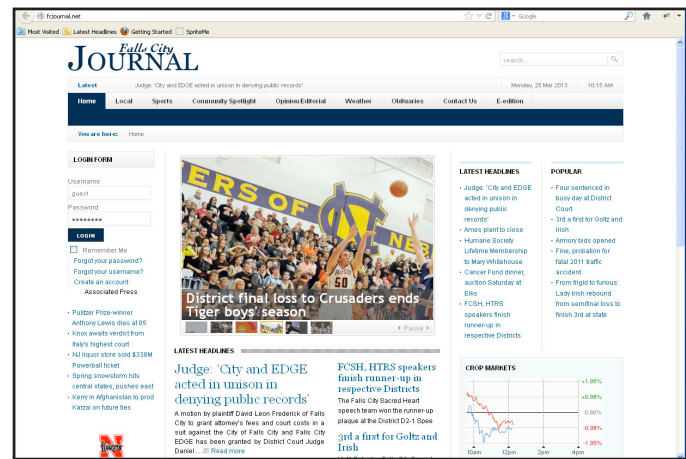 fcjournal.net
Google
Most Visited Latest Headlines Getting Started SpriteMe
Falls City
JOURNAL
search...
Latest Judge: 'City and EDGE acted in unison in denying public records' Monday, 25 Mar 2013 10:15 AM
Home Local Sports Community Spotlight Opinion/Editorial Weather Obituaries Contact Us E-edition
You are here: Home
LOGIN FORM
Username
guest
Password
LOGIN
Remember Me
Forgot your password?
Forgot your username?
Create an account
Associated Press
Pulitzer Prize-winner
Anthony Lewis dies at 85
Knox awaits verdict from
Italy's highest court
NJ liquor store sold $338M
Powerball ticket
Spring snowstorm hits
central states, pushes east
Kerry in Afghanistan to prod
Karzai on future ties
HUSKERS
ERS OF
NEB
50
District final loss to Crusaders ends
Tiger boys' season
Pause
LATEST HEADLINES
Judge: 'City and EDGE
acted in unison in
denying public records'
A motion by plaintiff David Leon Frederick of Falls
City to grant attorney's fees and court costs in a
suit against the City of Falls City and Falls City
EDGE has been granted by District Court Judge
Daniel ... Read more
FCSH, HTRS speakers
finish runner-up in
respective Districts
The Falls City Sacred Heart
speech team won the runner-up
plaque at the District D2-1 Spee
3rd a first for Goltz and
Irish
LATEST HEADLINES
Judge: 'City and EDGE
acted in unison in
denying public
records'
Ames plant to close
Humane Society
Lifetime Membership
to Mary Whitehouse
Cancer Fund dinner,
auction Saturday at
Elks
FCSH, HTRS
speakers finish
runner-up in
respective Districts
POPULAR
Four sentenced in
busy day at District
Court
3rd a first for Goltz and
Irish
Armory bids opened
Fine, probation for
fatal 2011 traffic
accident
From frigid to furious:
Lady Irish rebound
from semifinal loss to
finish 3rd at state
CROP MARKETS
+1.95%
+0.98%
0.00%
-0.98%
-1.95%
10am 12pm 2pm 4pm